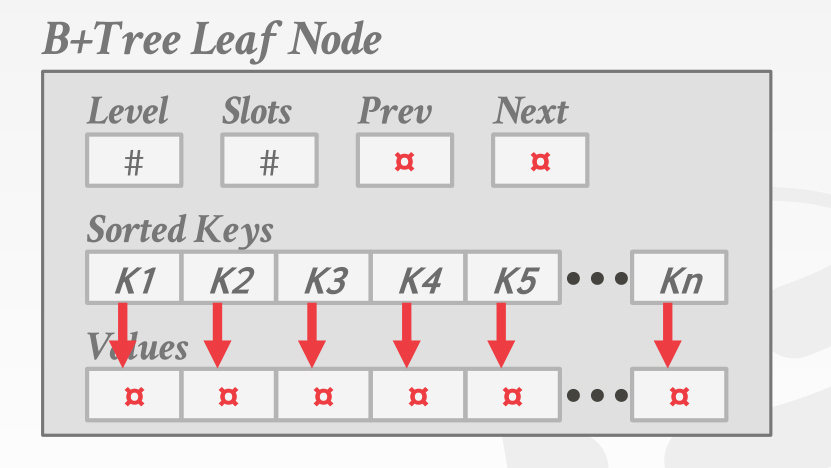 B+Tree Leaf Node
Level Slots Prev Next
# # ¤ ¤
Sorted Keys
K1 K2 K3 K4 K5 ••• Kn
Values
¤ ¤ ¤ ¤ ¤ ••• ¤